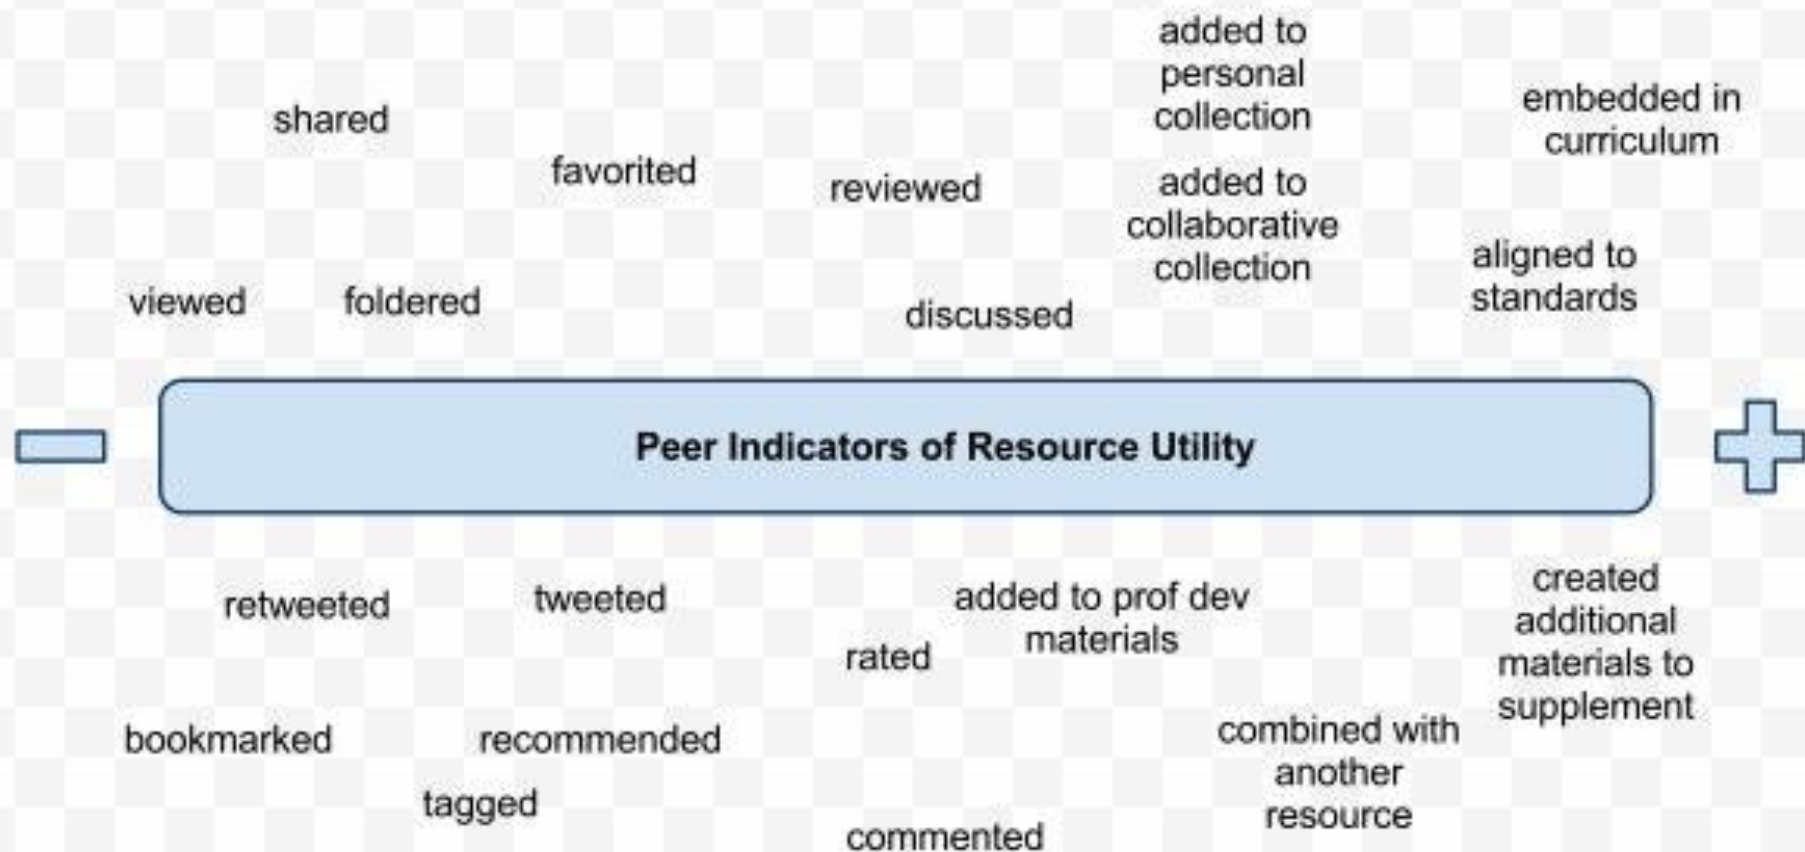 shared
favorited
reviewed
added to
personal
collection
added to
collaborative
collection
embedded in
curriculum
viewed
foldered
discussed
aligned to
standards
Peer Indicators of Resource Utility
retweeted
tweeted
rated
added to prof dev
materials
created
additional
materials to
supplement
bookmarked
recommended
tagged
commented
combined with
another
resource